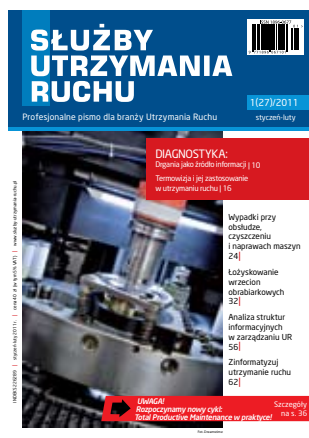 SŁUŻBY
UTRZYMANIA
RUCHU
1(27)/2011
Profesjonalne pismo dla branży Utrzymania Ruchu
styczeń-luty
DIAGNOSTYKA:
Drgania jako źródło informacji | 10
Termowizja i jej zastosowanie
w utrzymaniu ruchu | 16
Wypadki przy
obsłudze,
czyszczeniu
i naprawach maszyn
24|
Łożyskowanie
wrzecion
obrabiarkowych
32|
Analiza struktur
informacyjnych
w zarządzaniu UR
56|
Zinformatyzuj
utrzymanie ruchu
62|
UWAGA!
Rozpoczynamy nowy cykl:
Total Productive Maintenance w praktyce!
Szczegóły
na s. 36